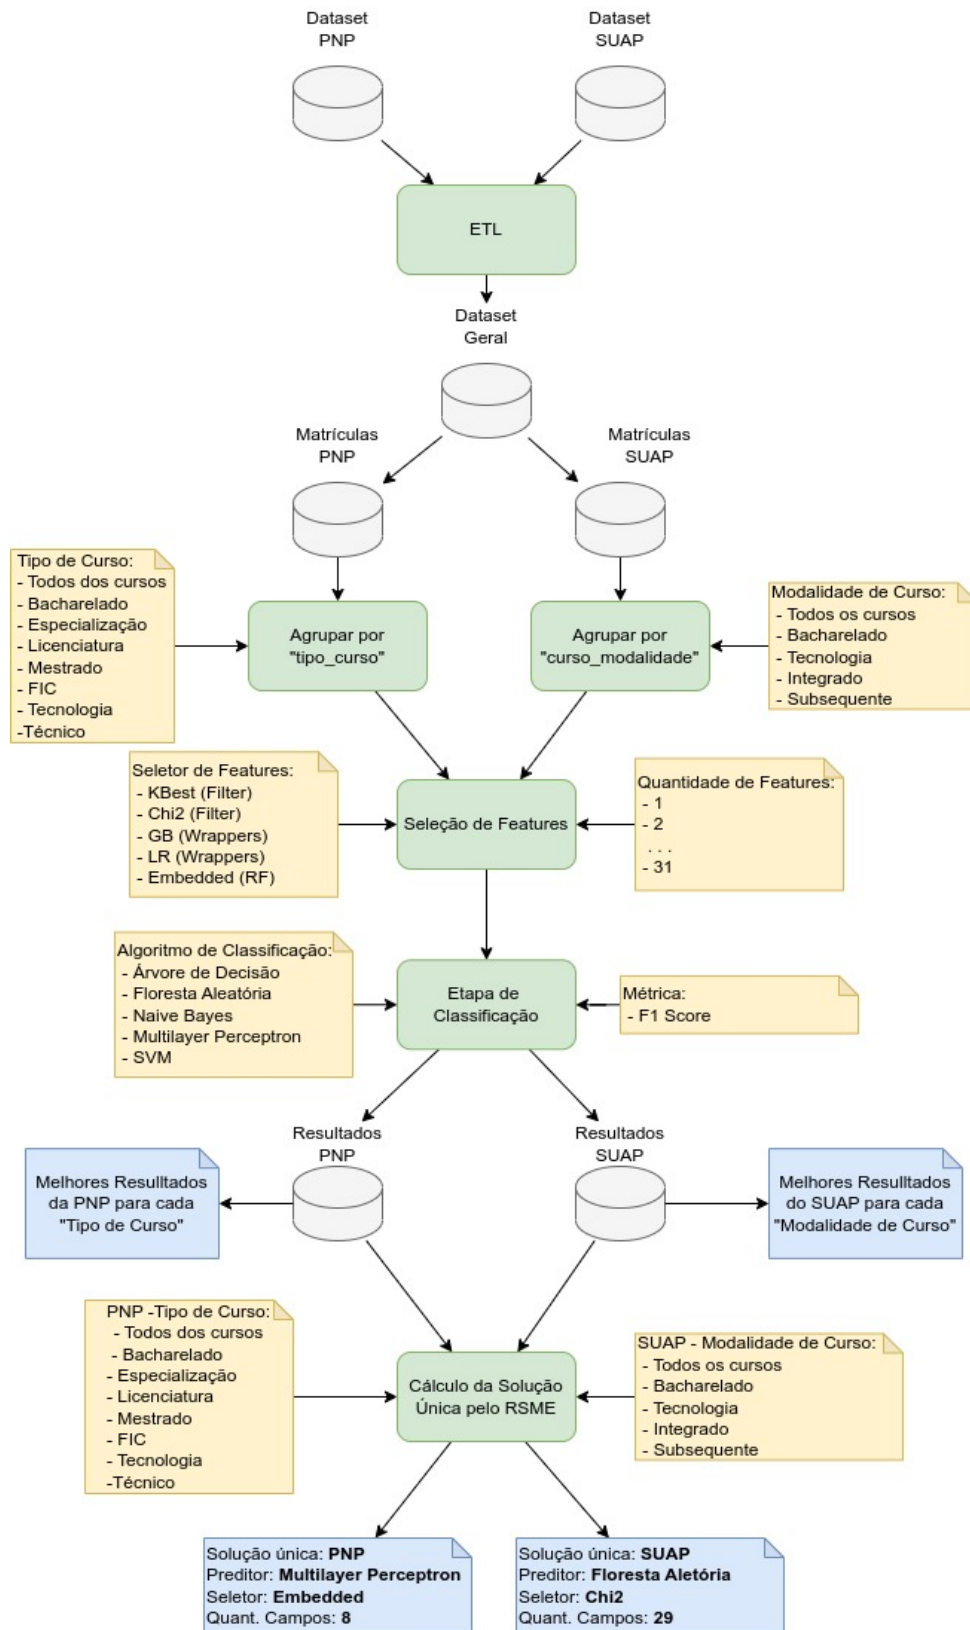 Dataset
PNP
Dataset
SUAP
ETL
Dataset
Geral
Matrículas
PNP
Matrículas
SUAP
Tipo de Curso:
- Todos dos cursos
- Bacharelado
- Especialização
- Licenciatura
- Mestrado
- FIC
- Tecnologia
-Técnico
Agrupar por
"tipo_curso"
Agrupar por
"curso_modalidade"
Modalidade de Curso:
- Todos os cursos
- Bacharelado
- Tecnologia
- Integrado
- Subsequente
Seletor de Features:
- KBest (Filter)
- Chi2 (Filter)
- GB (Wrappers)
- LR (Wrappers)
- Embedded (RF)
Seleção de Features
Quantidade de Features:
- 1
- 2
. . .
- 31
Algoritmo de Classificação:
- Árvore de Decisão
- Floresta Aleatória
- Naive Bayes
- Multilayer Perceptron
- SVM
Etapa de
Classificação
Métrica:
- F1 Score
Resultados
PNP
Resultados
SUAP
Melhores Resulltados
da PNP para cada
"Tipo de Curso"
Melhores Resulltados
do SUAP para cada
"Modalidade de Curso"
PNP -Tipo de Curso:
- Todos dos cursos
- Bacharelado
- Especialização
- Licenciatura
- Mestrado
- FIC
- Tecnologia
-Técnico
Cálculo da Solução
Única pelo RSME
SUAP - Modalidade de Curso:
- Todos os cursos
- Bacharelado
- Tecnologia
- Integrado
- Subsequente
Solução única: PNP
Preditor: Multilayer Perceptron
Seletor: Embedded
Quant. Campos: 8
Solução única: SUAP
Preditor: Floresta Aletória
Seletor: Chi2
Quant. Campos: 29